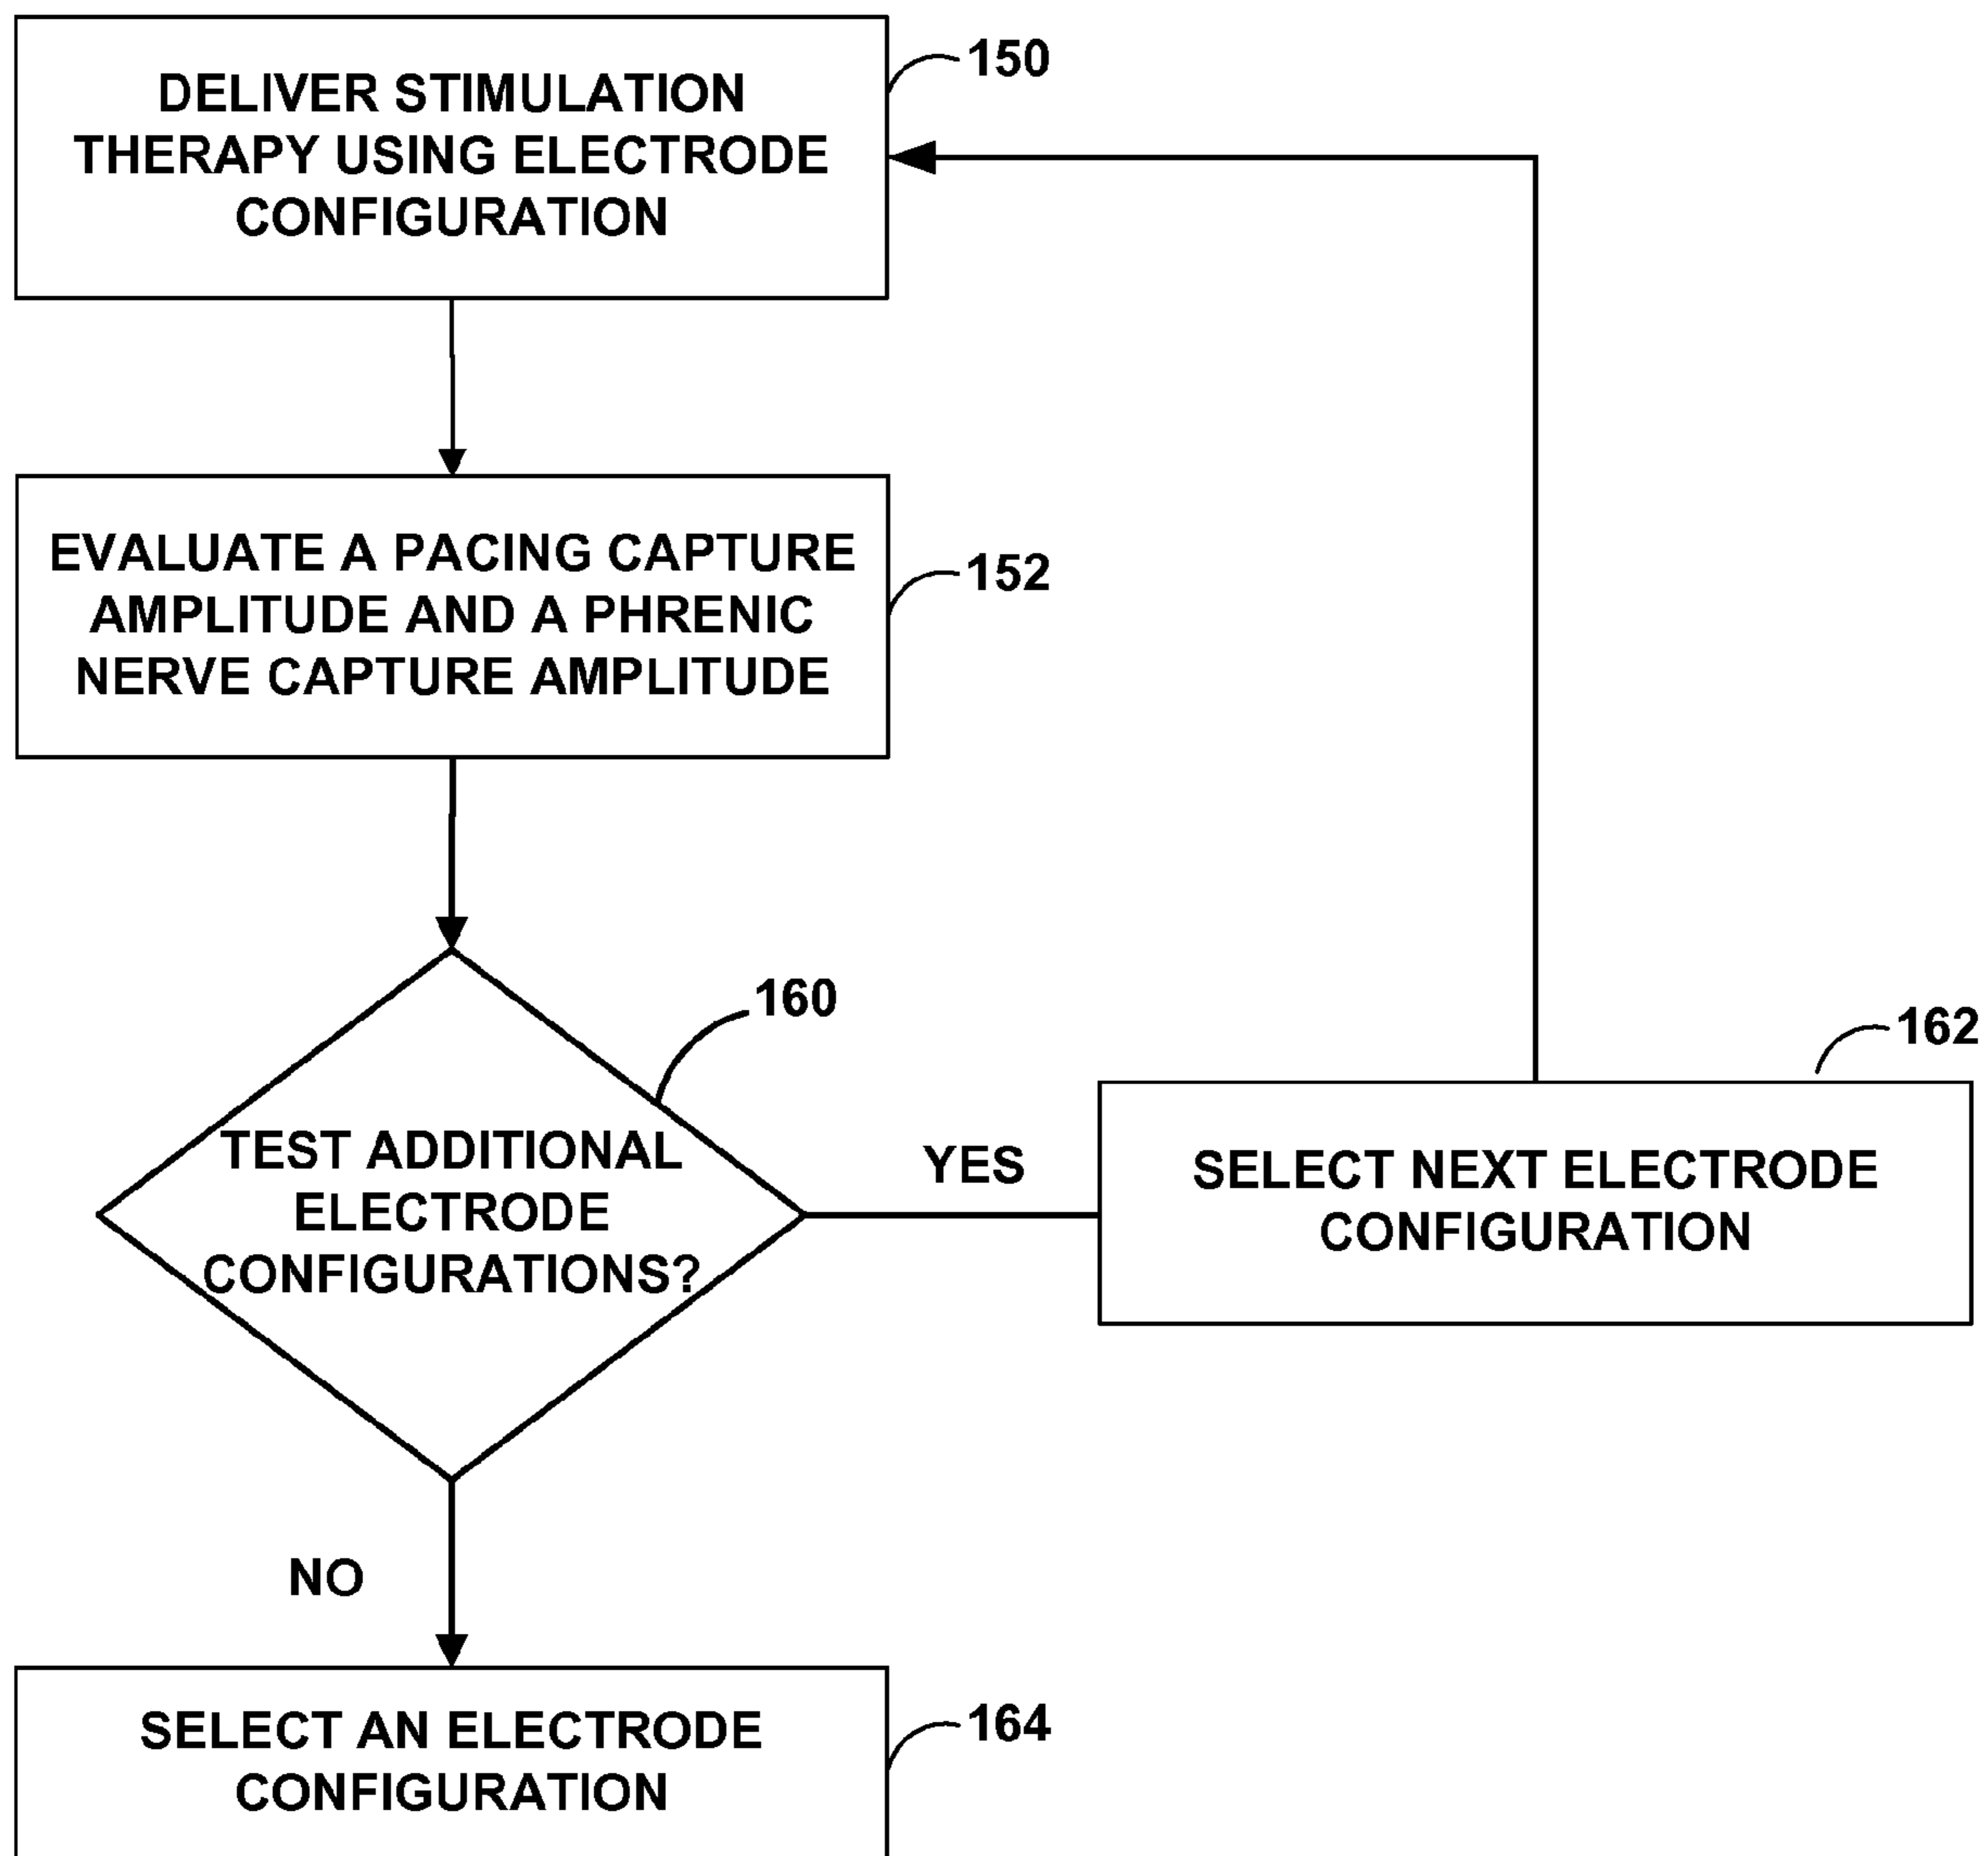 DELIVER STIMULATION
THERAPY USING ELECTRODE
CONFIGURATION
150
EVALUATE A PACING CAPTURE
AMPLITUDE AND A PHRENIC
NERVE CAPTURE AMPLITUDE
152
160
TEST ADDITIONAL
ELECTRODE
CONFIGURATIONS?
YES
162
SELECT NEXT ELECTRODE
CONFIGURATION
NO
SELECT AN ELECTRODE
CONFIGURATION
164